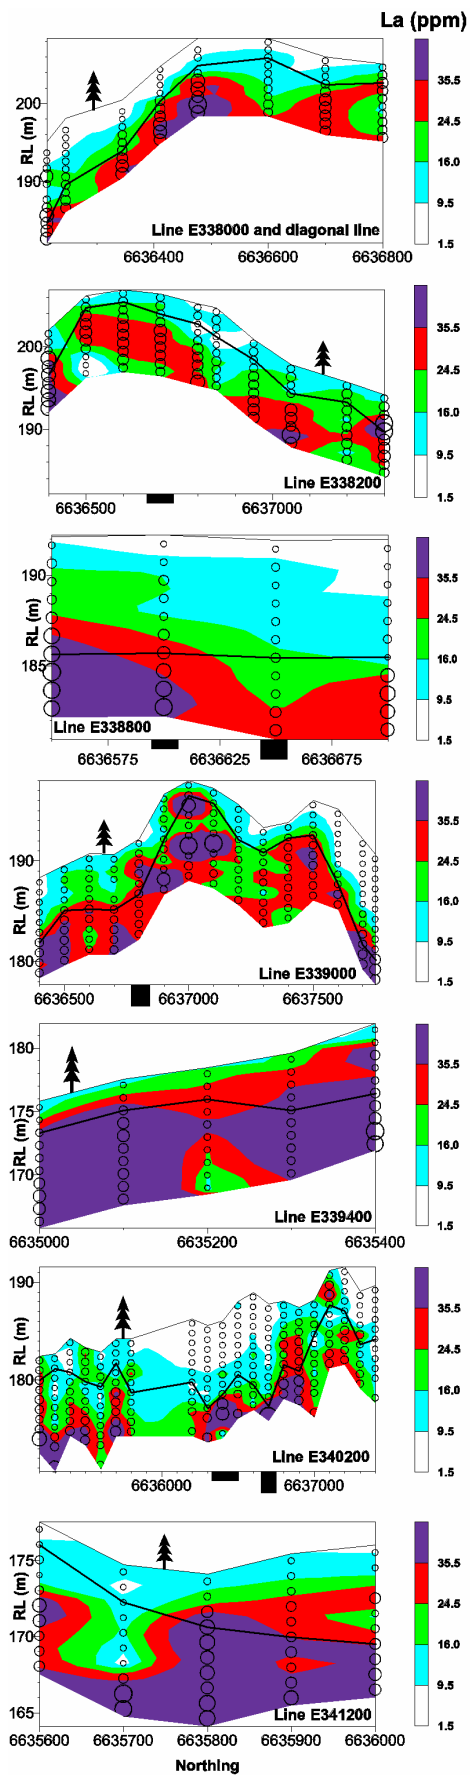 La (ppm)
RL (m)
200
190
35.5
24.5
16.0
9.5
1.5
Line E338000 and diagonal line
6636400 6636600 6636800
RL (m)
200
190
35.5
24.5
16.0
9.5
1.5
Line E338200
6636500 6637000
RL (m)
190
185
35.5
24.5
16.0
9.5
1.5
Line E338800
6636575 6636625 6636675
RL (m)
190
180
35.5
24.5
16.0
9.5
1.5
Line E339000
6636500 6637000 6637500
RL (m)
180
175
170
35.5
24.5
16.0
9.5
1.5
Line E339400
6635000 6635200 6635400
RL (m)
190
180
35.5
24.5
16.0
9.5
1.5
Line E340200
6636000 6637000
RL (m)
175
170
165
35.5
24.5
16.0
9.5
1.5
Line E341200
6635600 6635700 6635800 6635900 6636000
Northing